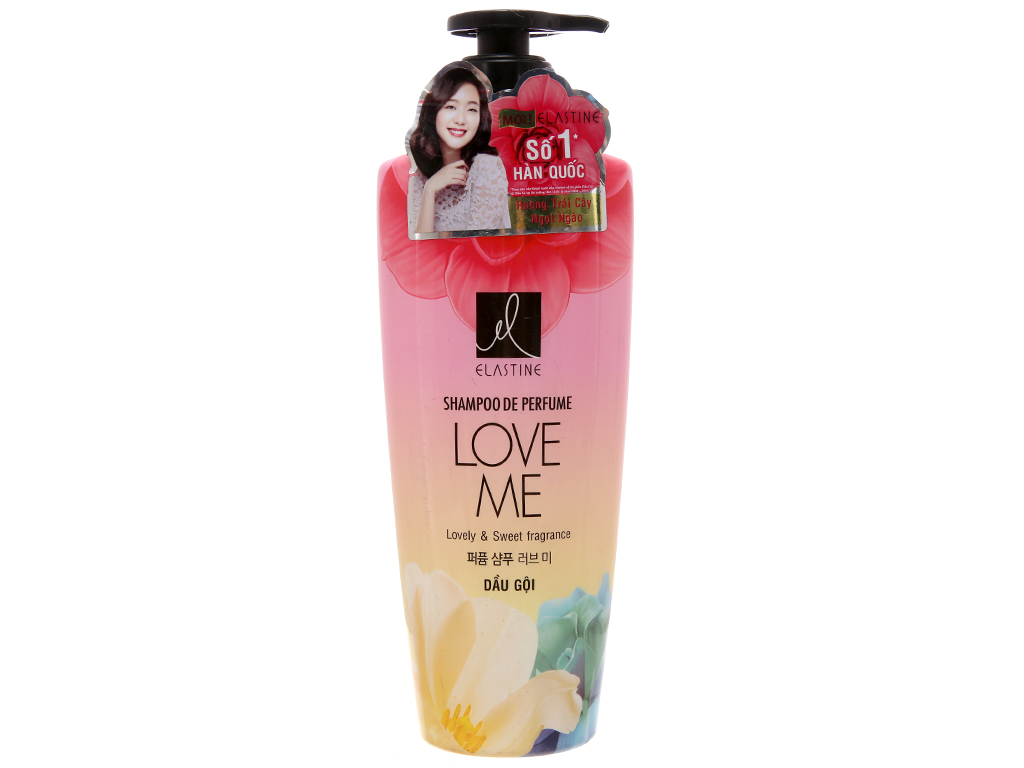 MỚI! ELASTINE
Số 1*
HÀN QUỐC
Hương Trái Cây
Ngọt Ngào
el
ELASTINE
SHAMPOO DE PERFUME
LOVE
ME
Lovely & Sweet fragrance
퍼퓸 샴푸 러브 미
DẦU GỘI